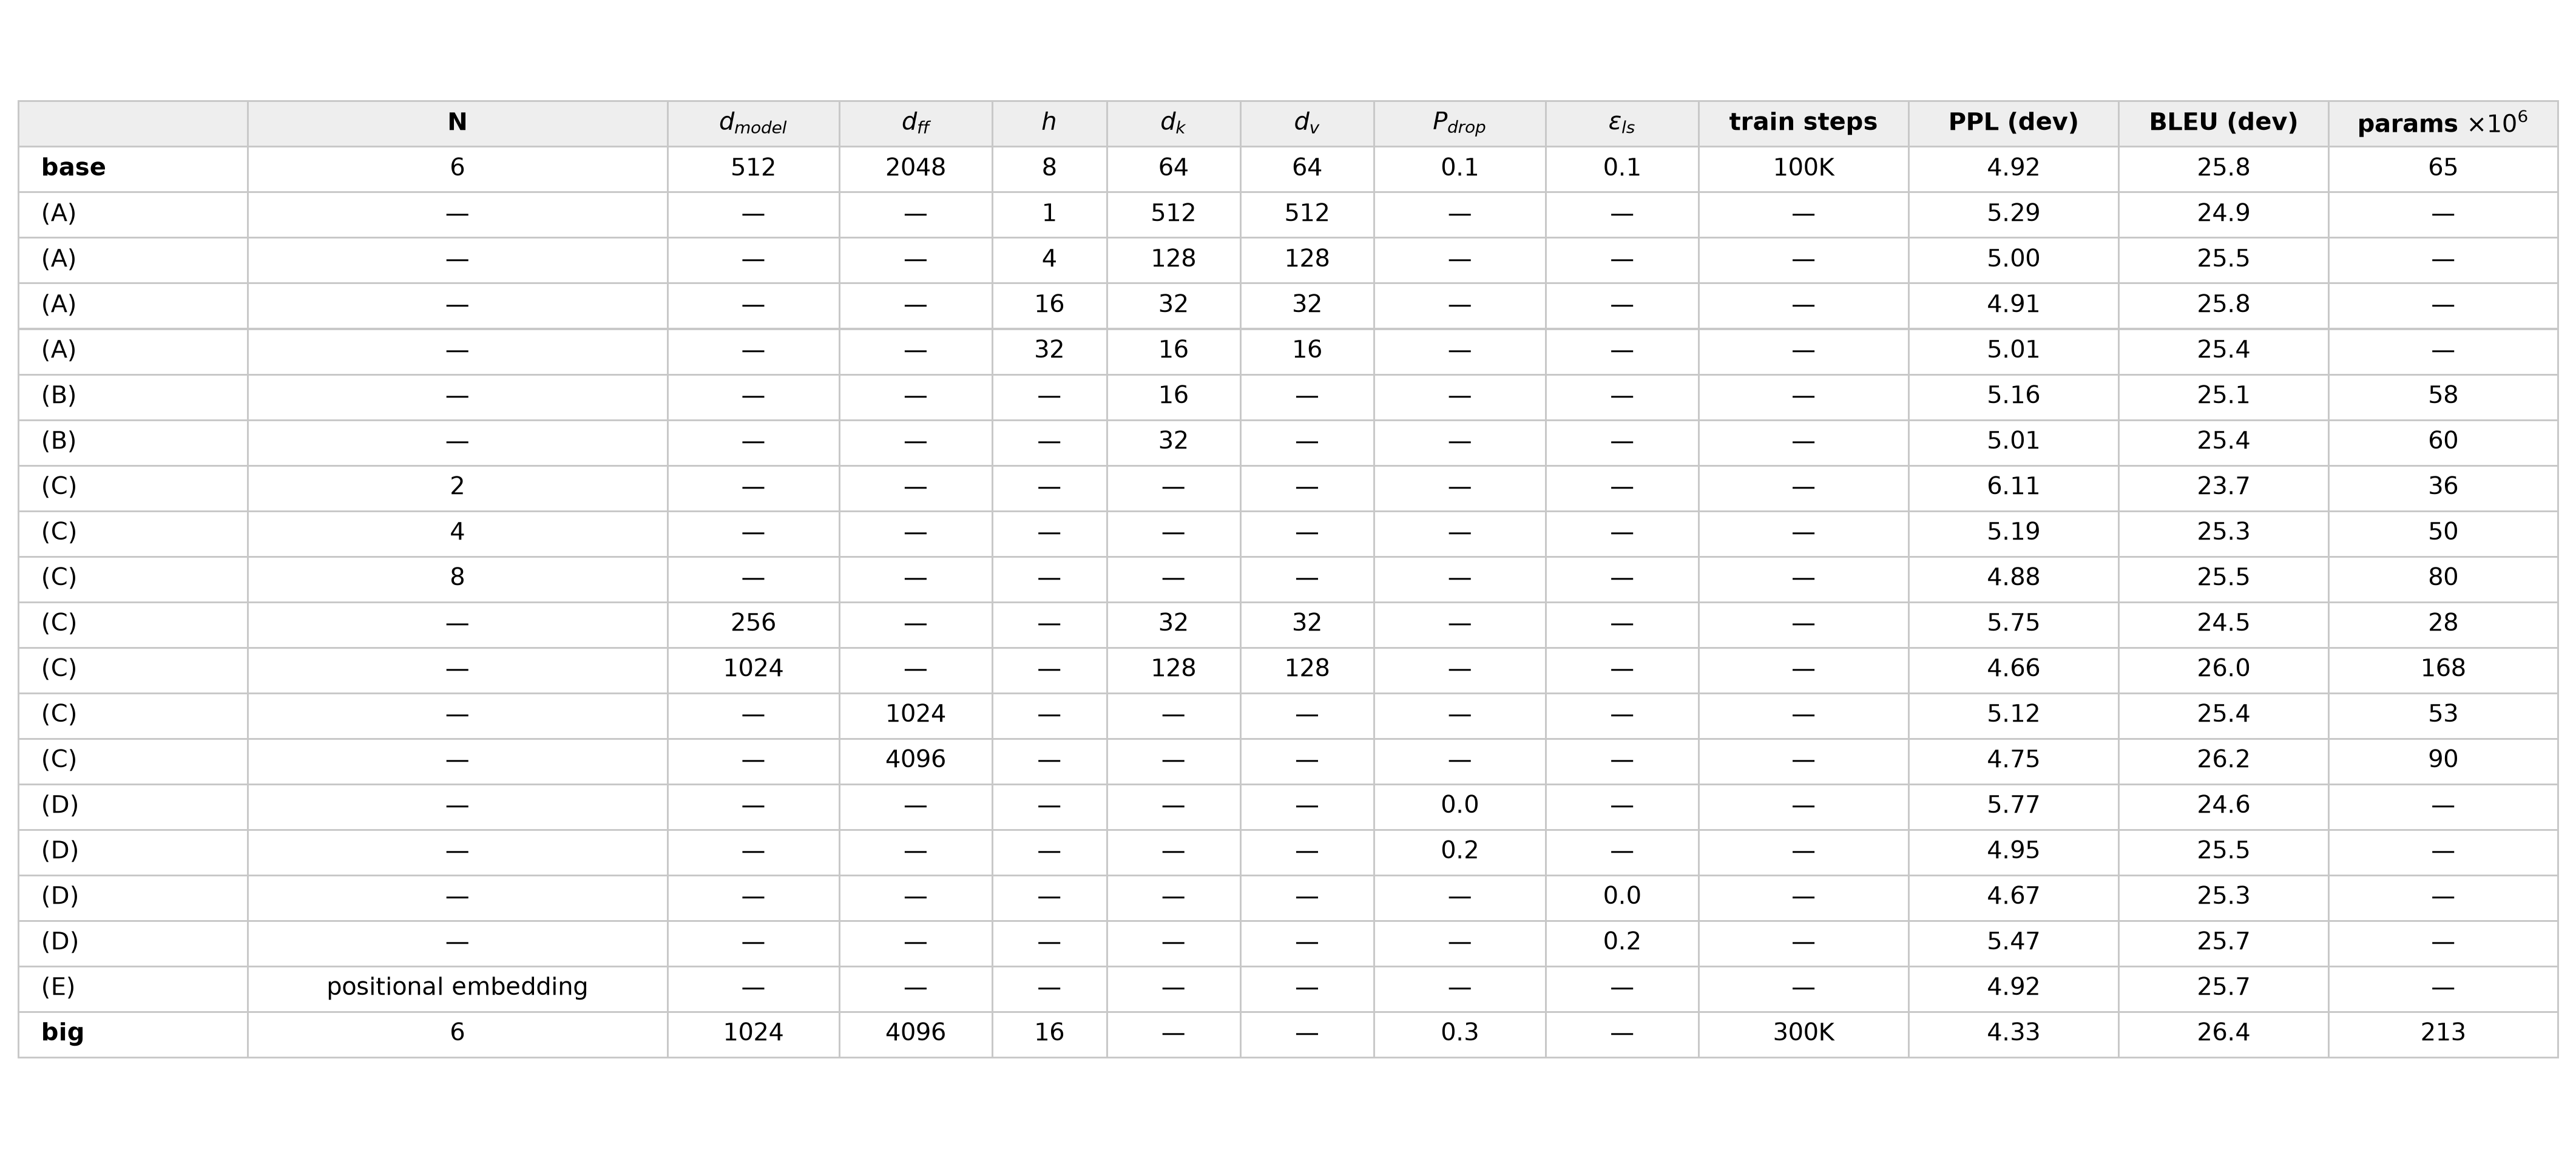 N d_model d_ff h d_k d_v P_drop ε_ls train steps PPL (dev) BLEU (dev) params ×10^6
base 6 512 2048 8 64 64 0.1 0.1 100K 4.92 25.8 65
(A) — — — 1 512 512 — — — 5.29 24.9 —
(A) — — — 4 128 128 — — — 5.00 25.5 —
(A) — — — 16 32 32 — — — 4.91 25.8 —
(A) — — — 32 16 16 — — — 5.01 25.4 —
(B) — — — — 16 — — — — 5.16 25.1 58
(B) — — — — 32 — — — — 5.01 25.4 60
(C) 2 — — — — — — — — 6.11 23.7 36
(C) 4 — — — — — — — — 5.19 25.3 50
(C) 8 — — — — — — — — 4.88 25.5 80
(C) — 256 — — 32 32 — — — 5.75 24.5 28
(C) — 1024 — — 128 128 — — — 4.66 26.0 168
(C) — — 1024 — — — — — — 5.12 25.4 53
(C) — — 4096 — — — — — — 4.75 26.2 90
(D) — — — — — — 0.0 — — 5.77 24.6 —
(D) — — — — — — 0.2 — — 4.95 25.5 —
(D) — — — — — — — 0.0 — 4.67 25.3 —
(D) — — — — — — — 0.2 — 5.47 25.7 —
(E) positional embedding — — — — — — — — 4.92 25.7 —
big 6 1024 4096 16 — — 0.3 — 300K 4.33 26.4 213